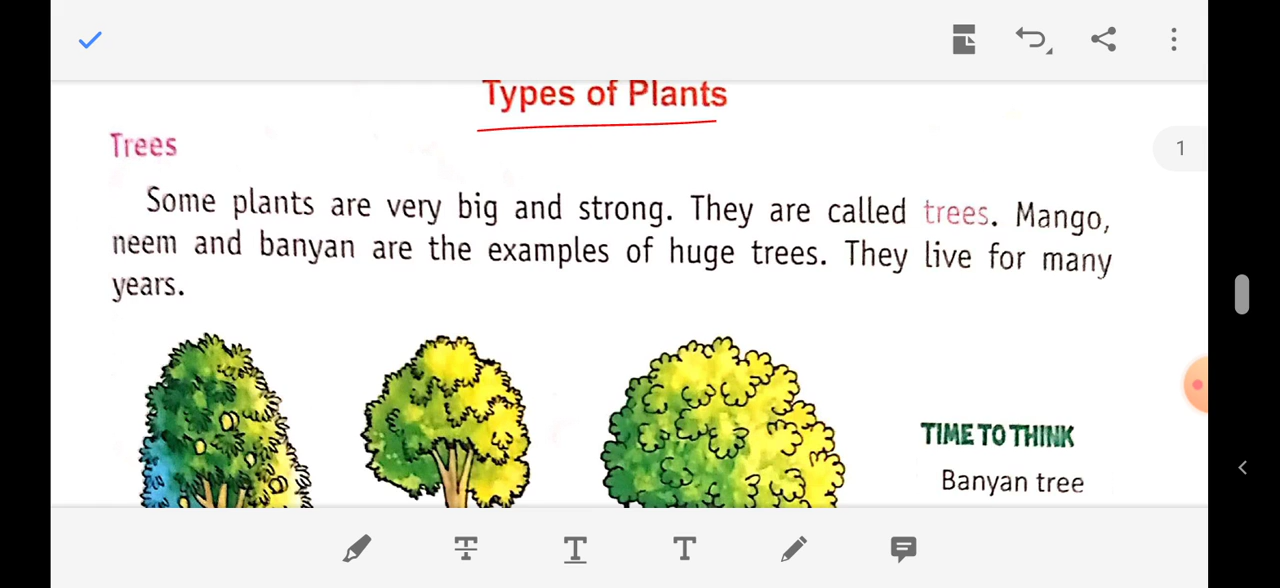 Types of Plants
1
Trees
Some plants are very big and strong. They are called trees. Mango,
neem and banyan are the examples of huge trees. They live for many
years.
TIME TO THINK
Banyan tree
T
T
T